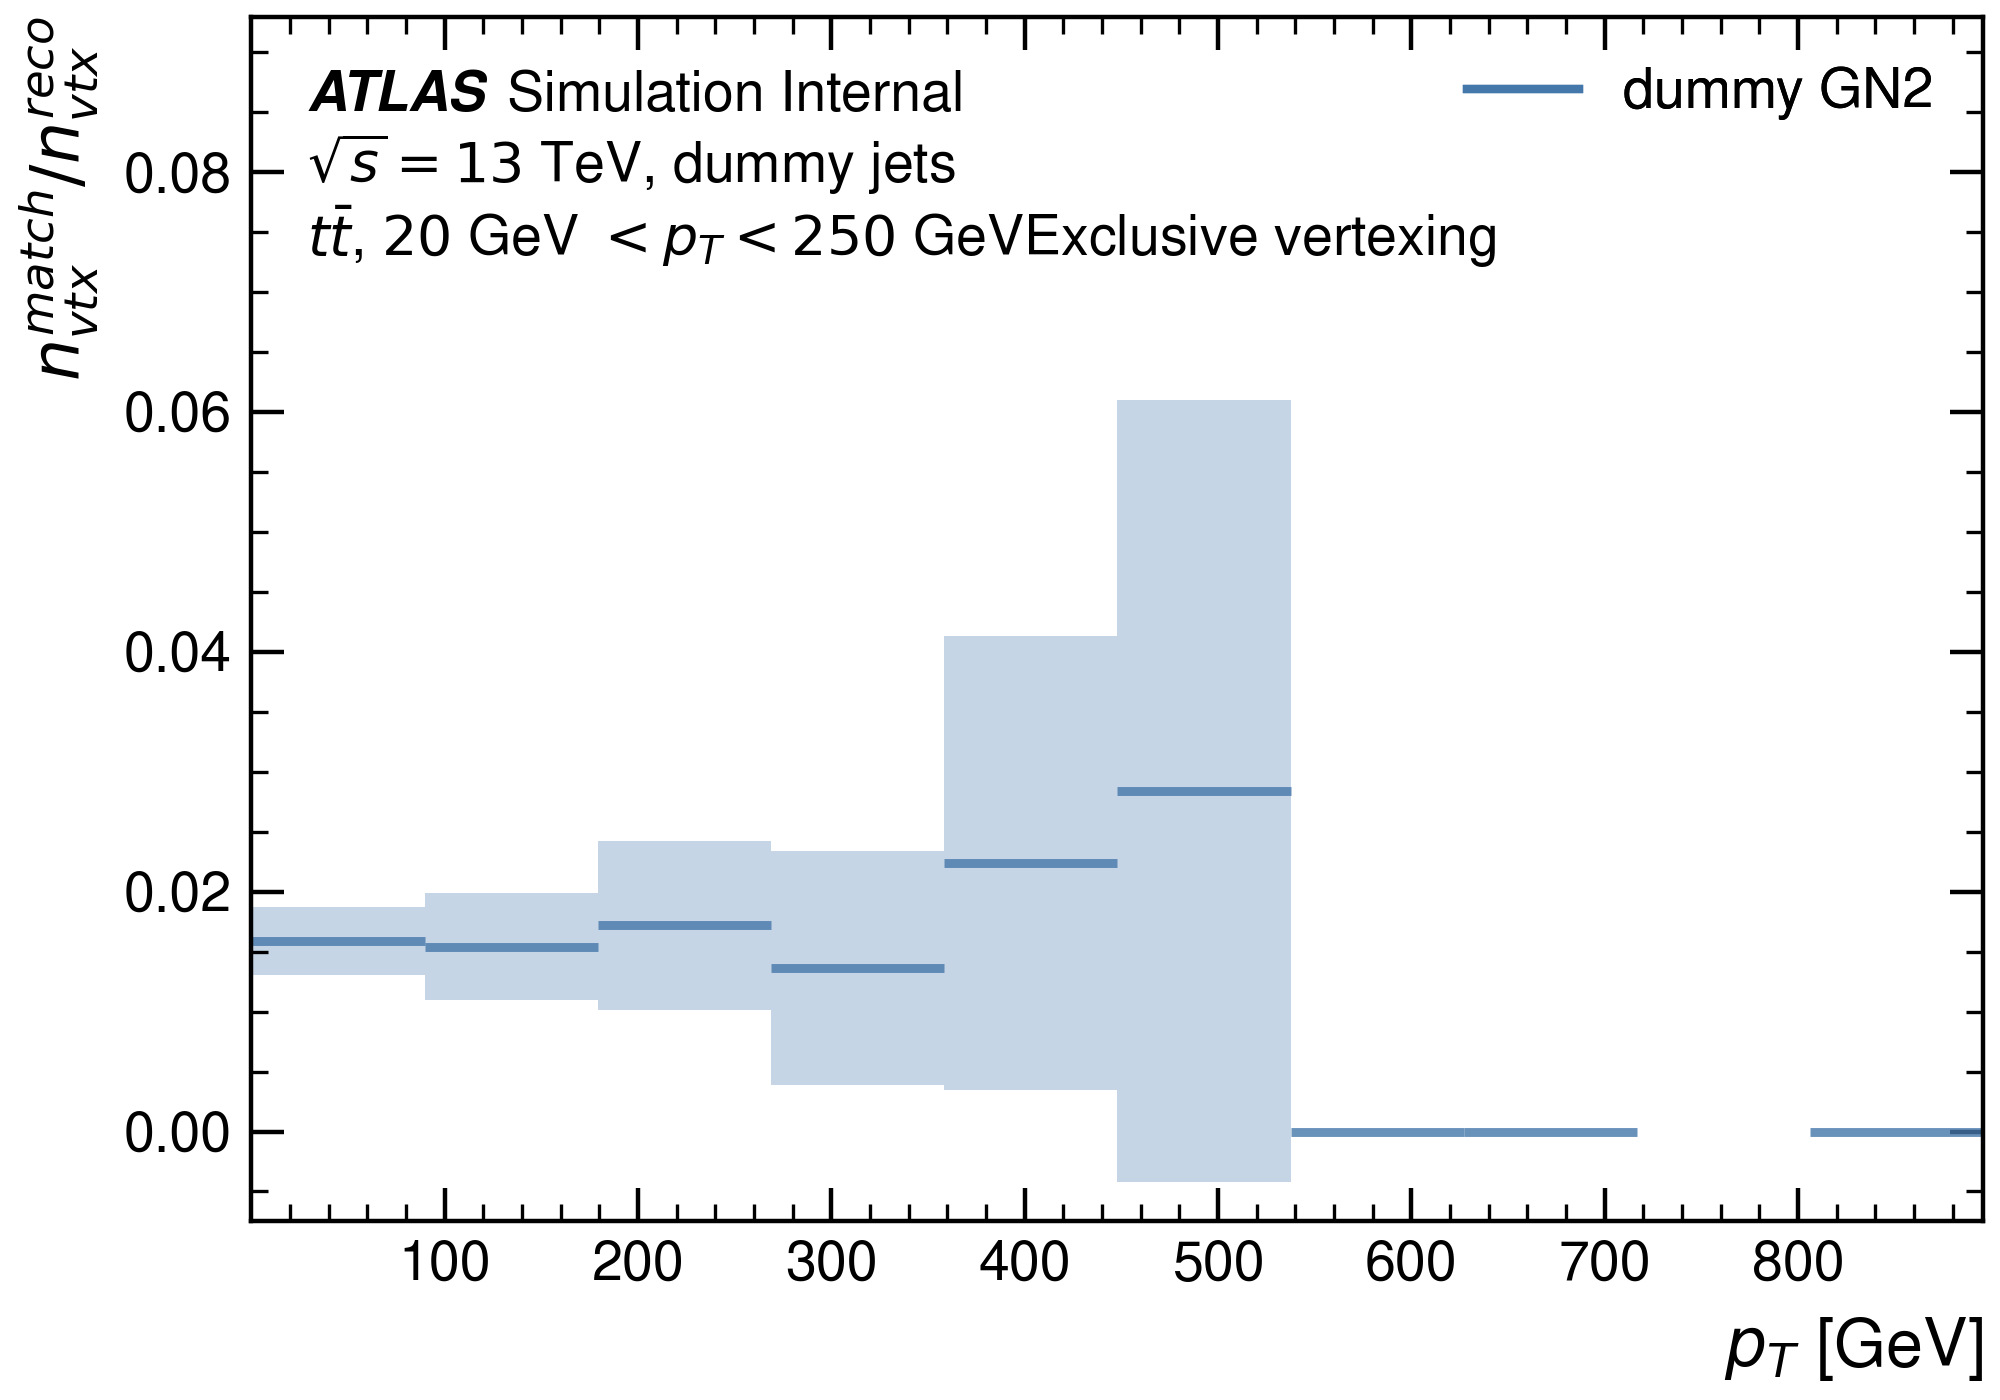 ATLAS Simulation Internal
√s = 13 TeV, dummy jets
tt̄, 20 GeV < p_T < 250 GeVExclusive vertexing
dummy GN2
n_vtx^match/n_vtx^reco
0.08
0.06
0.04
0.02
0.00
100 200 300 400 500 600 700 800
p_T [GeV]